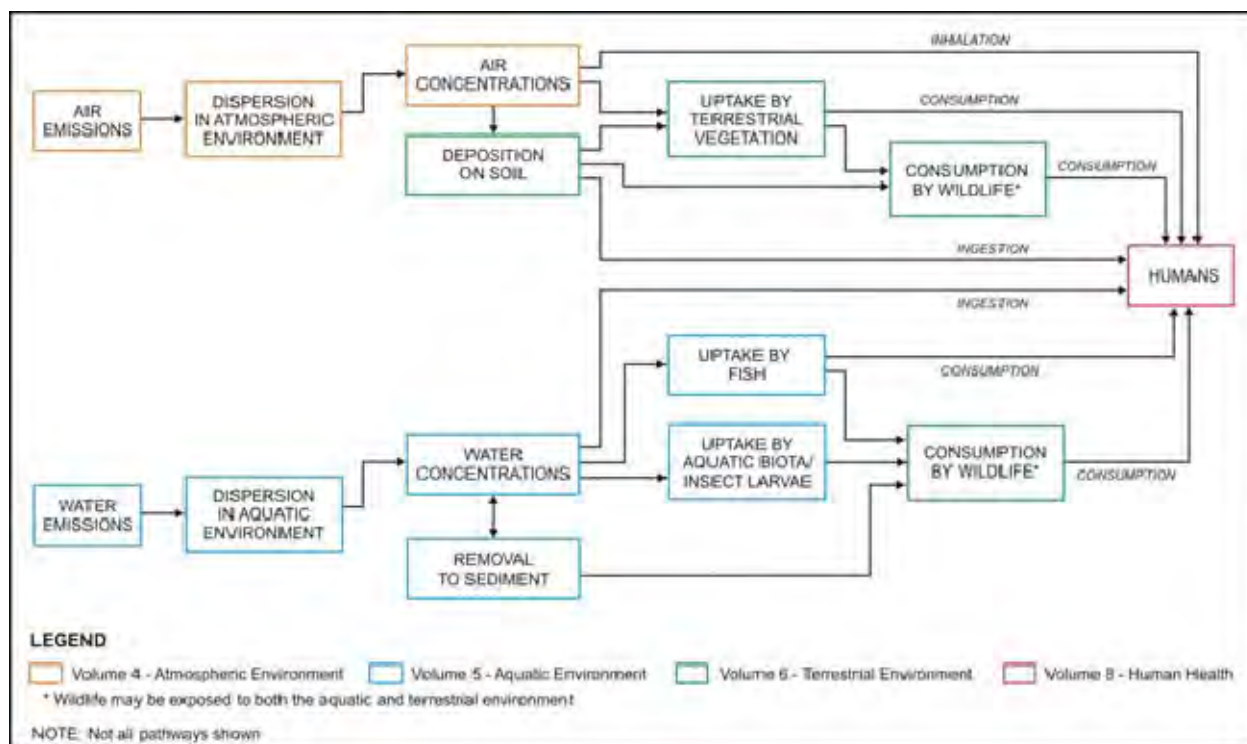 INHALATION
AIR
CONCENTRATIONS
AIR
EMISSIONS
DISPERSION
IN ATMOSPHERIC
ENVIRONMENT
UPTAKE BY
TERRESTRIAL
VEGETATION
CONSUMPTION
DEPOSITION
ON SOIL
CONSUMPTION
BY WILDLIFE*
CONSUMPTION
INGESTION
HUMANS
INGESTION
UPTAKE BY
FISH
CONSUMPTION
WATER
CONCENTRATIONS
UPTAKE BY
AQUATIC BIOTA/
INSECT LARVAE
CONSUMPTION
BY WILDLIFE*
CONSUMPTION
WATER
EMISSIONS
DISPERSION
IN AQUATIC
ENVIRONMENT
REMOVAL
TO SEDIMENT
LEGEND
Volume 4 - Atmospheric Environment
Volume 5 - Aquatic Environment
Volume 6 - Terrestrial Environment
Volume 8 - Human Health
* Wildlife may be exposed to both the aquatic and terrestrial environment
NOTE: Not all pathways shown